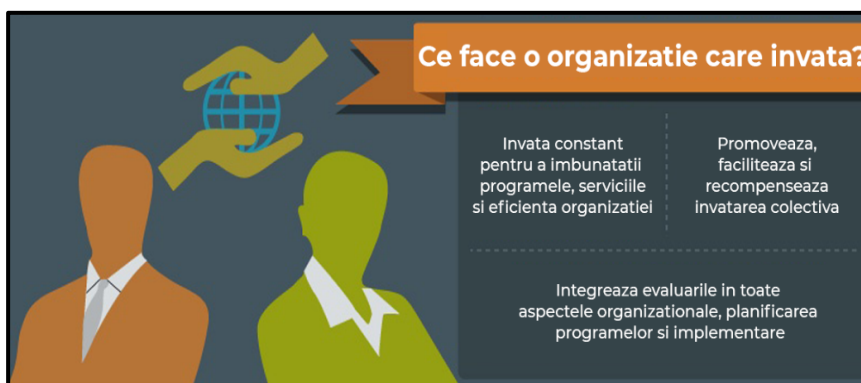 Ce face o organizatie care invata?
Invata constant
pentru a imbunatatii
programele, serviciile
si eficienta organizatiei
Promoveaza,
faciliteaza si
recompenseaza
invatarea colectiva
Integreaza evaluarile in toate
aspectele organizationale, planificarea
programelor si implementare